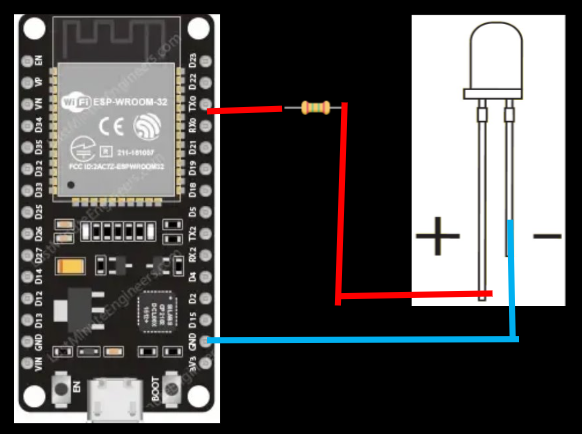 LastMinuteEngineers.com
EN
VP
VN
D34
D35
D32
D33
D25
D26
D27
D14
D12
D13
GND
VIN
WiFi ESP-WROOM-32
CE
R 211-161007
FCC ID:2AC7Z-ESPWROOM32
D23
D22
TX0
RX0
D21
D19
D18
D5
TX2
RX2
D4
D2
D15
GND
3V3
EN
BOOT
+
−